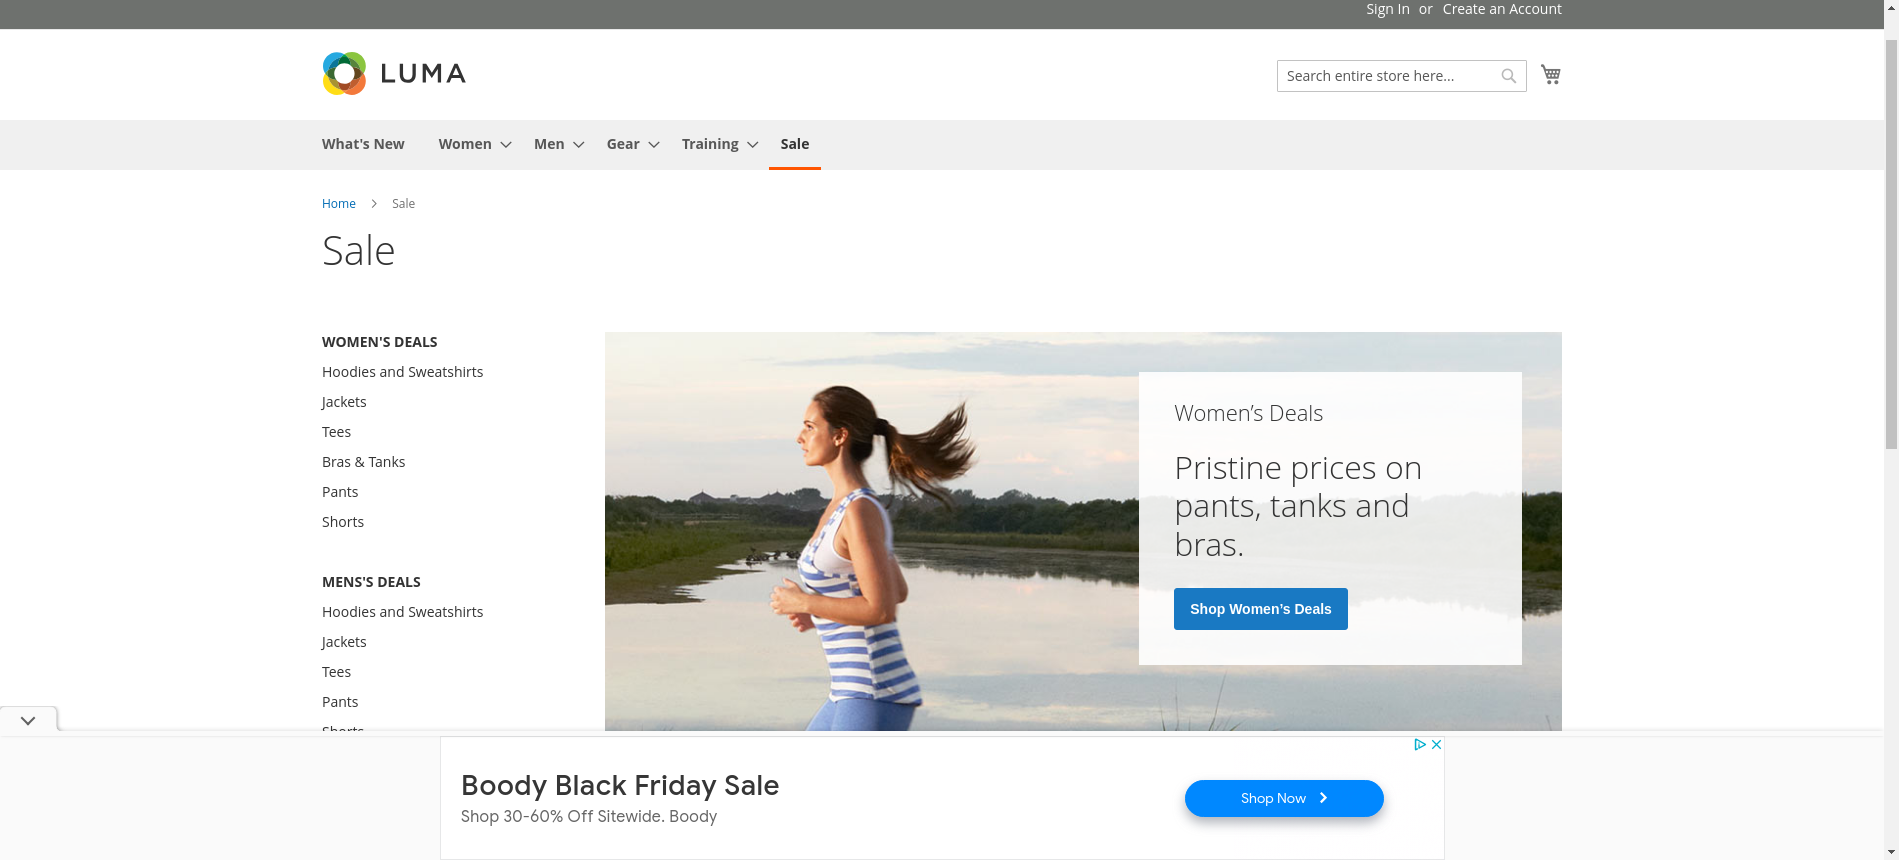 Sign In or Create an Account
LUMA
Search entire store here...
What's New Women Men Gear Training Sale
Home Sale
Sale
WOMEN'S DEALS
Hoodies and Sweatshirts
Jackets
Tees
Bras & Tanks
Pants
Shorts
MENS'S DEALS
Hoodies and Sweatshirts
Jackets
Tees
Pants
Shorts
Women’s Deals
Pristine prices on
pants, tanks and
bras.
Shop Women’s Deals
Boody Black Friday Sale
Shop 30-60% Off Sitewide. Boody
Shop Now